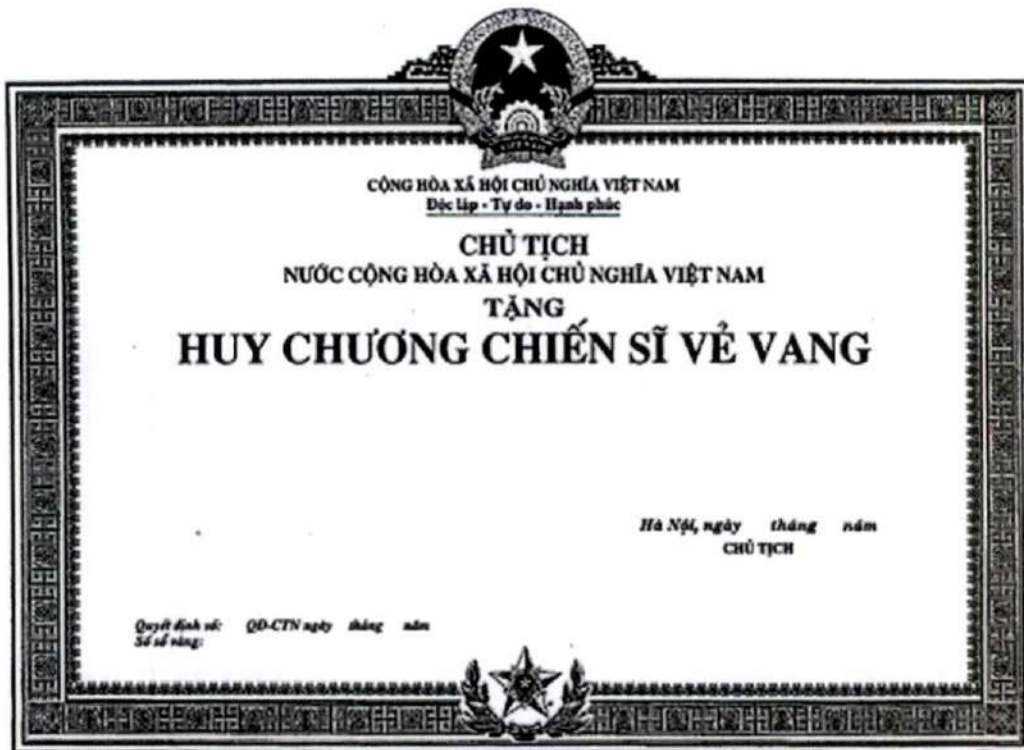 CỘNG HÒA XÃ HỘI CHỦ NGHĨA VIỆT NAM
Độc lập - Tự do - Hạnh phúc
CHỦ TỊCH
NƯỚC CỘNG HÒA XÃ HỘI CHỦ NGHĨA VIỆT NAM
TẶNG
HUY CHƯƠNG CHIẾN SĨ VẺ VANG
Hà Nội, ngày tháng năm
CHỦ TỊCH
Quyết định số: QĐ-CTN ngày tháng năm
Số sổ vàng: